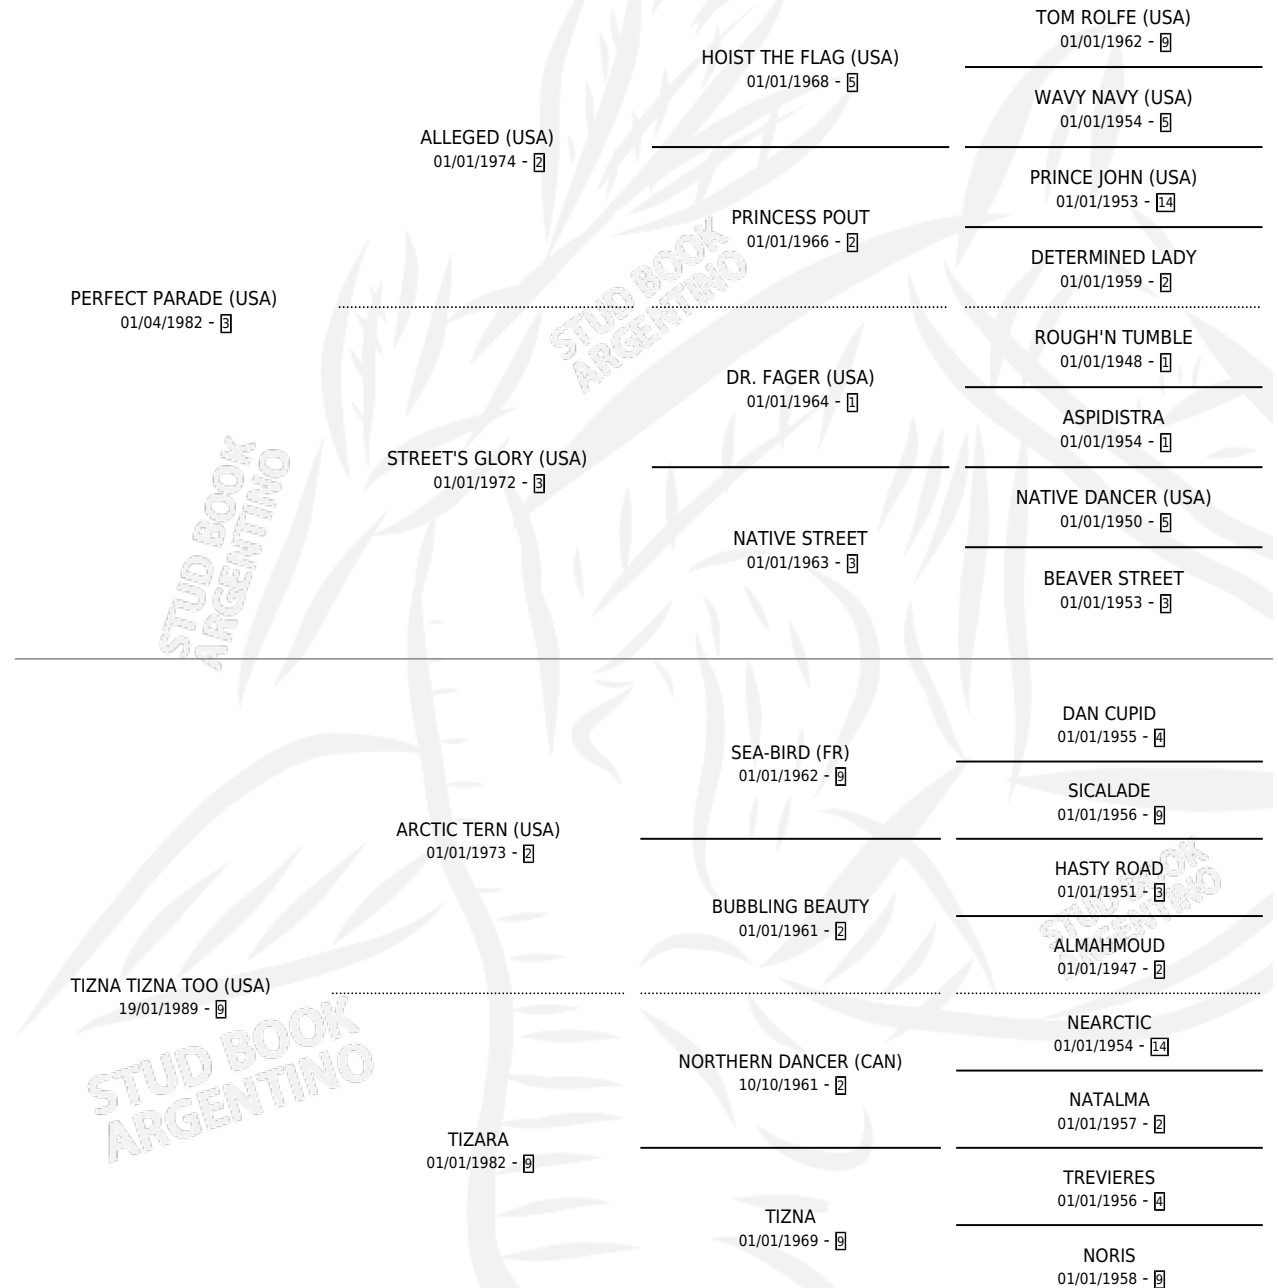 TOM ROLFE (USA)
01/01/1962 - 9
HOIST THE FLAG (USA)
01/01/1968 - 5
WAVY NAVY (USA)
01/01/1954 - 5
ALLEGED (USA)
01/01/1974 - 2
PRINCE JOHN (USA)
01/01/1953 - 14
PRINCESS POUT
01/01/1966 - 2
DETERMINED LADY
01/01/1959 - 2
PERFECT PARADE (USA)
01/04/1982 - 3
STUD BOOK
ARGENTINO
ROUGH'N TUMBLE
01/01/1948 - 1
DR. FAGER (USA)
01/01/1964 - 1
ASPIDISTRA
01/01/1954 - 1
STREET'S GLORY (USA)
01/01/1972 - 3
NATIVE DANCER (USA)
01/01/1950 - 5
NATIVE STREET
01/01/1963 - 3
BEAVER STREET
01/01/1953 - 3
STUD BOOK
ARGENTINO
DAN CUPID
01/01/1955 - 4
SEA-BIRD (FR)
01/01/1962 - 9
SICALADE
01/01/1956 - 9
ARCTIC TERN (USA)
01/01/1973 - 2
HASTY ROAD
01/01/1951 - 3
STUD BOOK
ARGENTINO
BUBBLING BEAUTY
01/01/1961 - 2
ALMAHMOUD
01/01/1947 - 2
TIZNA TIZNA TOO (USA)
19/01/1989 - 9
STUD BOOK
ARGENTINO
NEARCTIC
01/01/1954 - 14
NORTHERN DANCER (CAN)
10/10/1961 - 2
NATALMA
01/01/1957 - 2
TIZARA
01/01/1982 - 9
TREVIERES
01/01/1956 - 4
TIZNA
01/01/1969 - 9
NORIS
01/01/1958 - 9